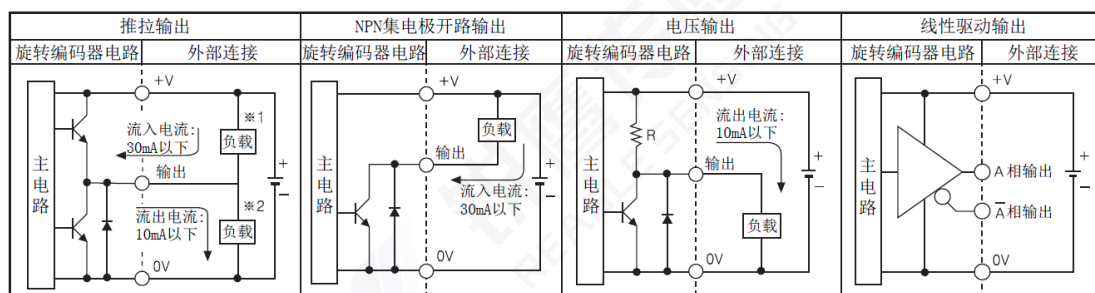 推拉输出
旋转编码器电路
外部连接
主电路
+V
※1
负载
流入电流:
30mA以下
输出
※2
负载
流出电流:
10mA以下
0V
+
−
NPN集电极开路输出
旋转编码器电路
外部连接
主电路
+V
负载
输出
流入电流:
30mA以下
0V
+
−
电压输出
旋转编码器电路
外部连接
主电路
+V
R
流出电流:
10mA以下
输出
负载
0V
+
−
线性驱动输出
旋转编码器电路
外部连接
主电路
+V
A 相输出
A̅ 相输出
0V
+
−